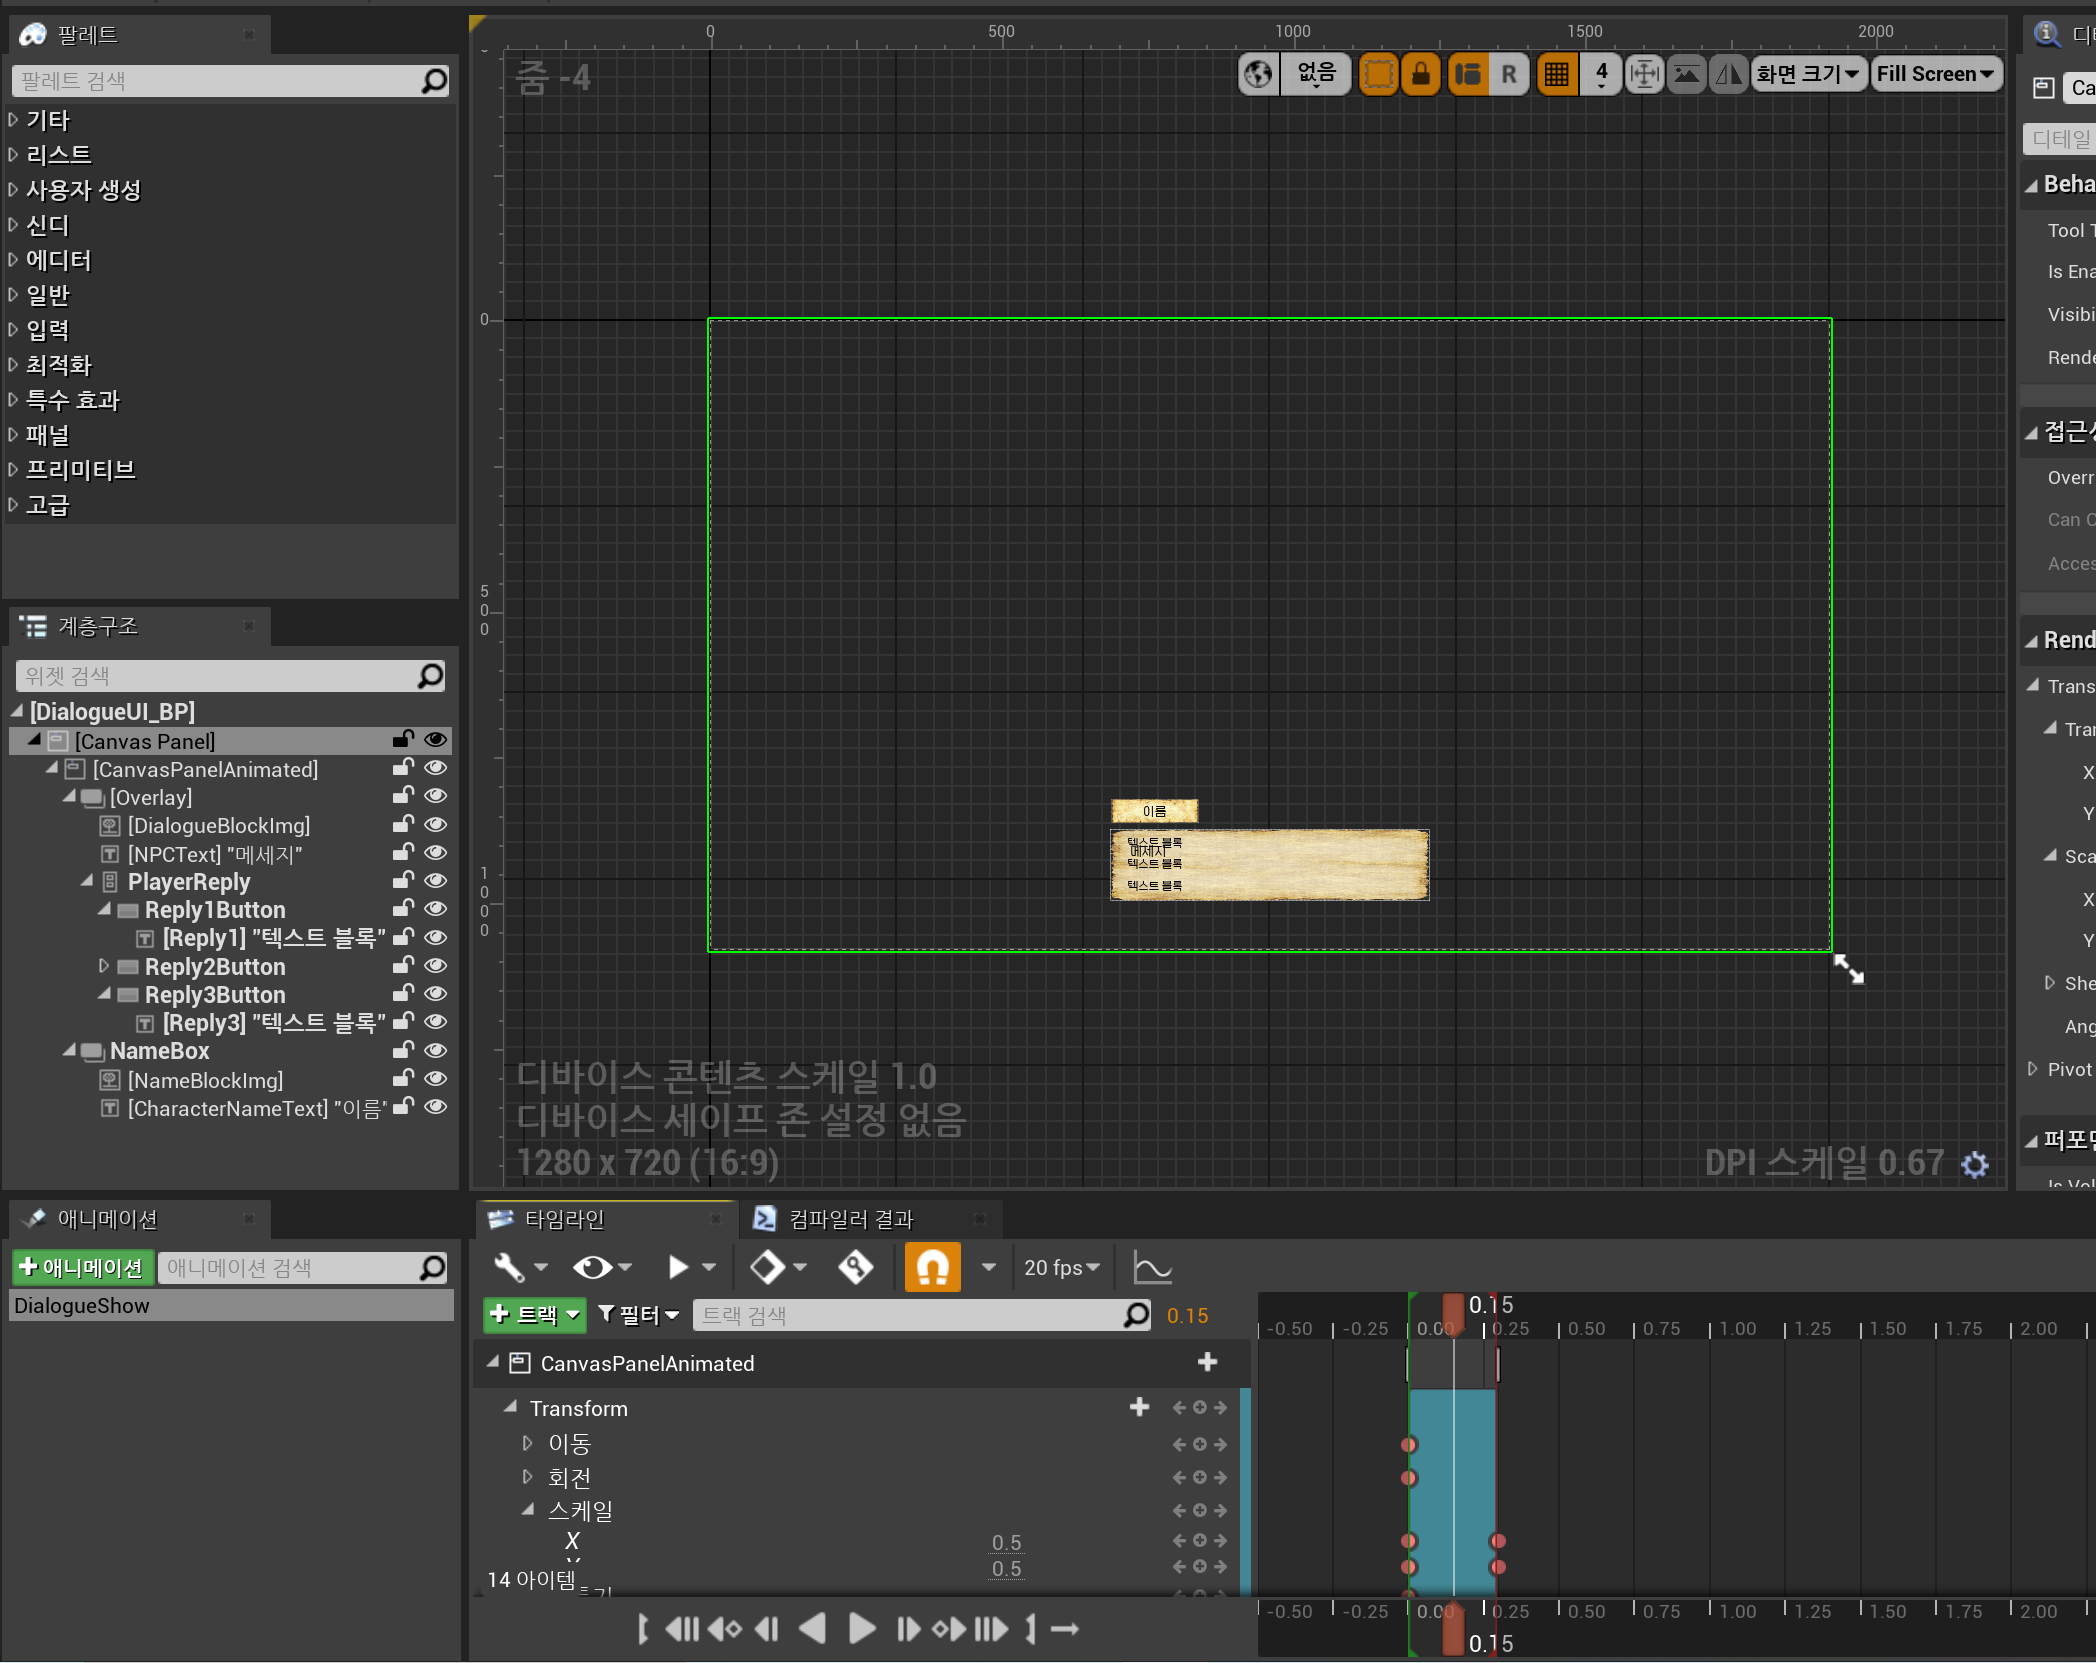 팔레트
팔레트 검색
기타
리스트
사용자 생성
신디
에디터
일반
입력
최적화
특수 효과
패널
프리미티브
고급
계층구조
위젯 검색
[DialogueUI_BP]
[Canvas Panel]
[CanvasPanelAnimated]
[Overlay]
[DialogueBlockImg]
[NPCText] "메세지"
PlayerReply
Reply1Button
[Reply1] "텍스트 블록"
Reply2Button
Reply3Button
[Reply3] "텍스트 블록"
NameBox
[NameBlockImg]
[CharacterNameText] "이름"
애니메이션
애니메이션
애니메이션 검색
DialogueShow
0 500 1000 1500 2000
줌 -4
없음
R
4
화면 크기
Fill Screen
0
500
1000
이름
텍스트 블록
메세지
텍스트 블록
텍스트 블록
디바이스 콘텐츠 스케일 1.0
디바이스 세이프 존 설정 없음
1280 x 720 (16:9)
DPI 스케일 0.67
타임라인
컴파일러 결과
20 fps
트랙
필터
트랙 검색
0.15
0.15
-0.50 -0.25 0.00 0.25 0.50 0.75 1.00 1.25 1.50 1.75 2.00
CanvasPanelAnimated
Transform
이동
회전
스케일
X 0.5
0.5
14 아이템
-0.50 -0.25 0.00 0.25 0.50 0.75 1.00 1.25 1.50 1.75 2.00
0.15
Ca
디테일
Beha
Tool T
Is Ena
Visibi
Rende
Overr
Can C
Acces
Rend
Trans
Tra
X
Y
Sca
X
Y
She
Ang
Pivot